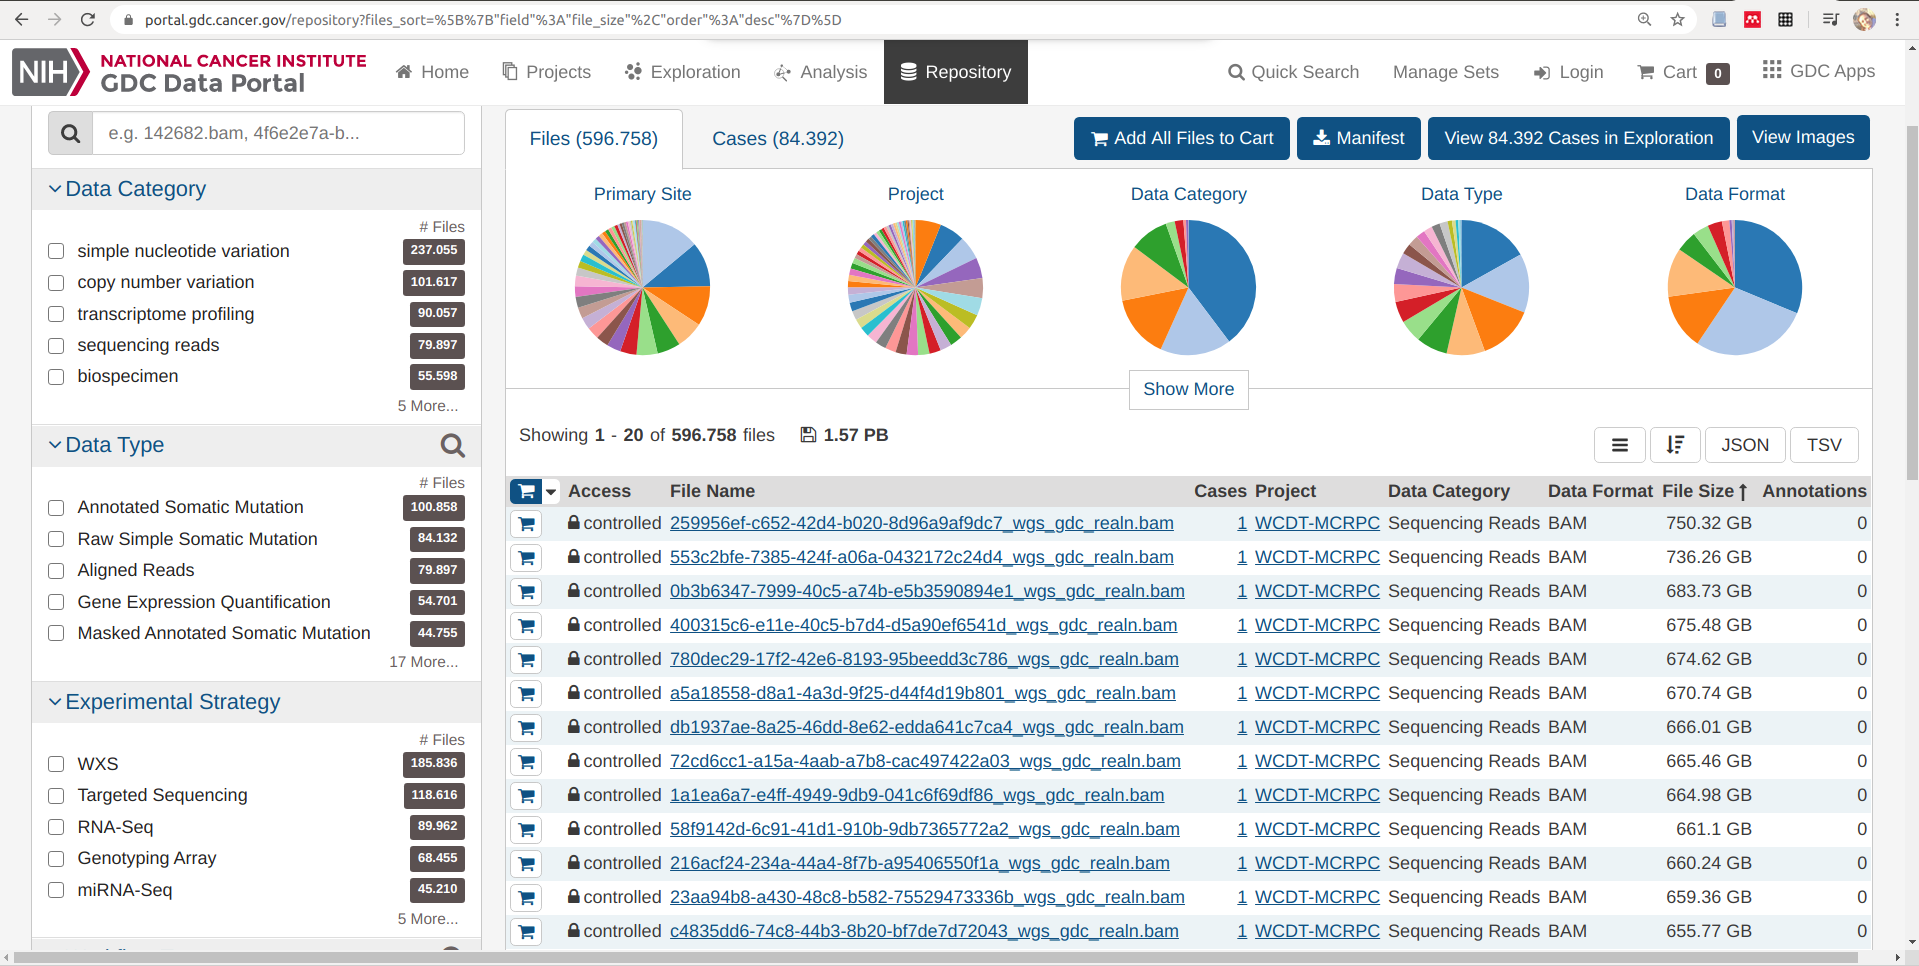 portal.gdc.cancer.gov/repository?files_sort=%5B%7B"field"%3A"file_size"%2C"order"%3A"desc"%7D%5D
NIH NATIONAL CANCER INSTITUTE
GDC Data Portal
Home Projects Exploration Analysis Repository Quick Search Manage Sets Login Cart 0 GDC Apps
e.g. 142682.bam, 4f6e2e7a-b...
Data Category
# Files
simple nucleotide variation 237.055
copy number variation 101.617
transcriptome profiling 90.057
sequencing reads 79.897
biospecimen 55.598
5 More...
Data Type
# Files
Annotated Somatic Mutation 100.858
Raw Simple Somatic Mutation 84.132
Aligned Reads 79.897
Gene Expression Quantification 54.701
Masked Annotated Somatic Mutation 44.755
17 More...
Experimental Strategy
# Files
WXS 185.836
Targeted Sequencing 118.616
RNA-Seq 89.962
Genotyping Array 68.455
miRNA-Seq 45.210
5 More...
Files (596.758) Cases (84.392) Add All Files to Cart Manifest View 84.392 Cases in Exploration View Images
Primary Site Project Data Category Data Type Data Format
Show More
Showing 1 - 20 of 596.758 files 1.57 PB
JSON TSV
Access File Name Cases Project Data Category Data Format File Size Annotations
controlled 259956ef-c652-42d4-b020-8d96a9af9dc7_wgs_gdc_realn.bam 1 WCDT-MCRPC Sequencing Reads BAM 750.32 GB 0
controlled 553c2bfe-7385-424f-a06a-0432172c24d4_wgs_gdc_realn.bam 1 WCDT-MCRPC Sequencing Reads BAM 736.26 GB 0
controlled 0b3b6347-7999-40c5-a74b-e5b3590894e1_wgs_gdc_realn.bam 1 WCDT-MCRPC Sequencing Reads BAM 683.73 GB 0
controlled 400315c6-e11e-40c5-b7d4-d5a90ef6541d_wgs_gdc_realn.bam 1 WCDT-MCRPC Sequencing Reads BAM 675.48 GB 0
controlled 780dec29-17f2-42e6-8193-95beedd3c786_wgs_gdc_realn.bam 1 WCDT-MCRPC Sequencing Reads BAM 674.62 GB 0
controlled a5a18558-d8a1-4a3d-9f25-d44f4d19b801_wgs_gdc_realn.bam 1 WCDT-MCRPC Sequencing Reads BAM 670.74 GB 0
controlled db1937ae-8a25-46dd-8e62-edda641c7ca4_wgs_gdc_realn.bam 1 WCDT-MCRPC Sequencing Reads BAM 666.01 GB 0
controlled 72cd6cc1-a15a-4aab-a7b8-cac497422a03_wgs_gdc_realn.bam 1 WCDT-MCRPC Sequencing Reads BAM 665.46 GB 0
controlled 1a1ea6a7-e4ff-4949-9db9-041c6f69df86_wgs_gdc_realn.bam 1 WCDT-MCRPC Sequencing Reads BAM 664.98 GB 0
controlled 58f9142d-6c91-41d1-910b-9db7365772a2_wgs_gdc_realn.bam 1 WCDT-MCRPC Sequencing Reads BAM 661.1 GB 0
controlled 216acf24-234a-44a4-8f7b-a95406550f1a_wgs_gdc_realn.bam 1 WCDT-MCRPC Sequencing Reads BAM 660.24 GB 0
controlled 23aa94b8-a430-48c8-b582-75529473336b_wgs_gdc_realn.bam 1 WCDT-MCRPC Sequencing Reads BAM 659.36 GB 0
controlled c4835dd6-74c8-44b3-8b20-bf7de7d72043_wgs_gdc_realn.bam 1 WCDT-MCRPC Sequencing Reads BAM 655.77 GB 0